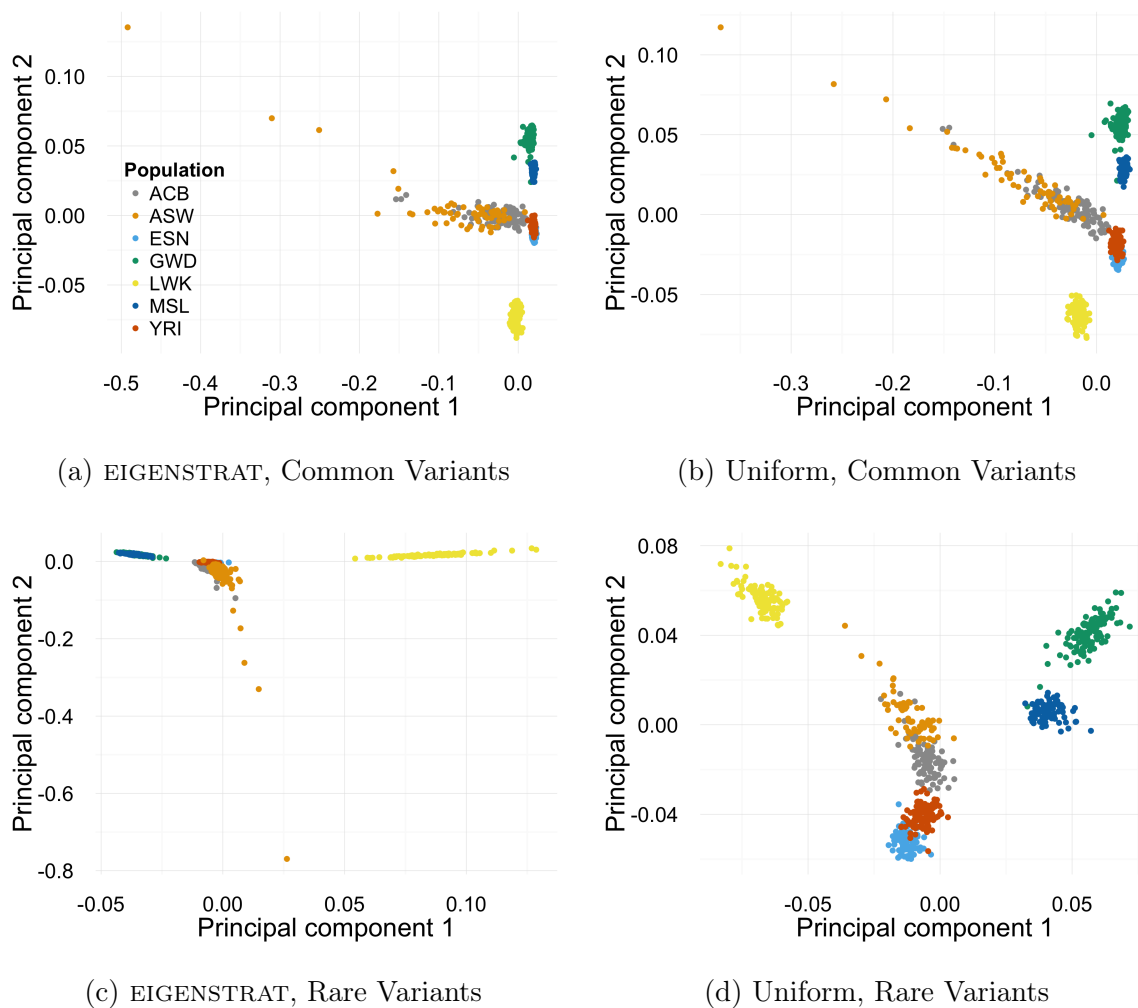 Principal component 2
0.10
0.05
0.00
-0.05
Population
ACB
ASW
ESN
GWD
LWK
MSL
YRI
-0.5 -0.4 -0.3 -0.2 -0.1 0.0
Principal component 1
(a) EIGENSTRAT, Common Variants
Principal component 2
0.10
0.05
0.00
-0.05
-0.3 -0.2 -0.1 0.0
Principal component 1
(b) Uniform, Common Variants
Principal component 2
0.0
-0.2
-0.4
-0.6
-0.8
-0.05 0.00 0.05 0.10
Principal component 1
(c) EIGENSTRAT, Rare Variants
Principal component 2
0.08
0.04
0.00
-0.04
-0.05 0.00 0.05
Principal component 1
(d) Uniform, Rare Variants